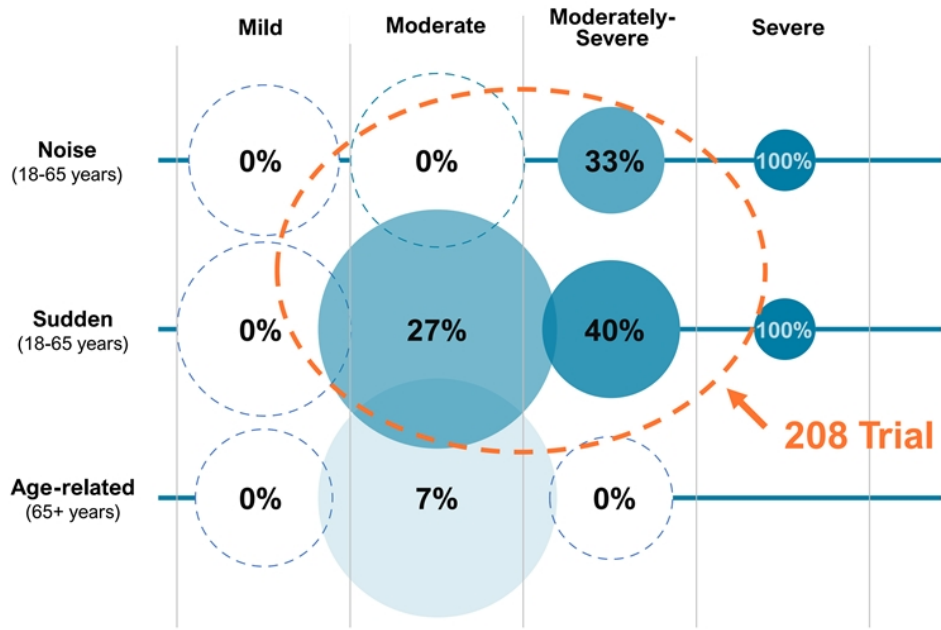 Mild
Moderate
Moderately-
Severe
Severe
Noise
(18-65 years)
0%
0%
33%
100%
Sudden
(18-65 years)
0%
27%
40%
100%
208 Trial
Age-related
(65+ years)
0%
7%
0%